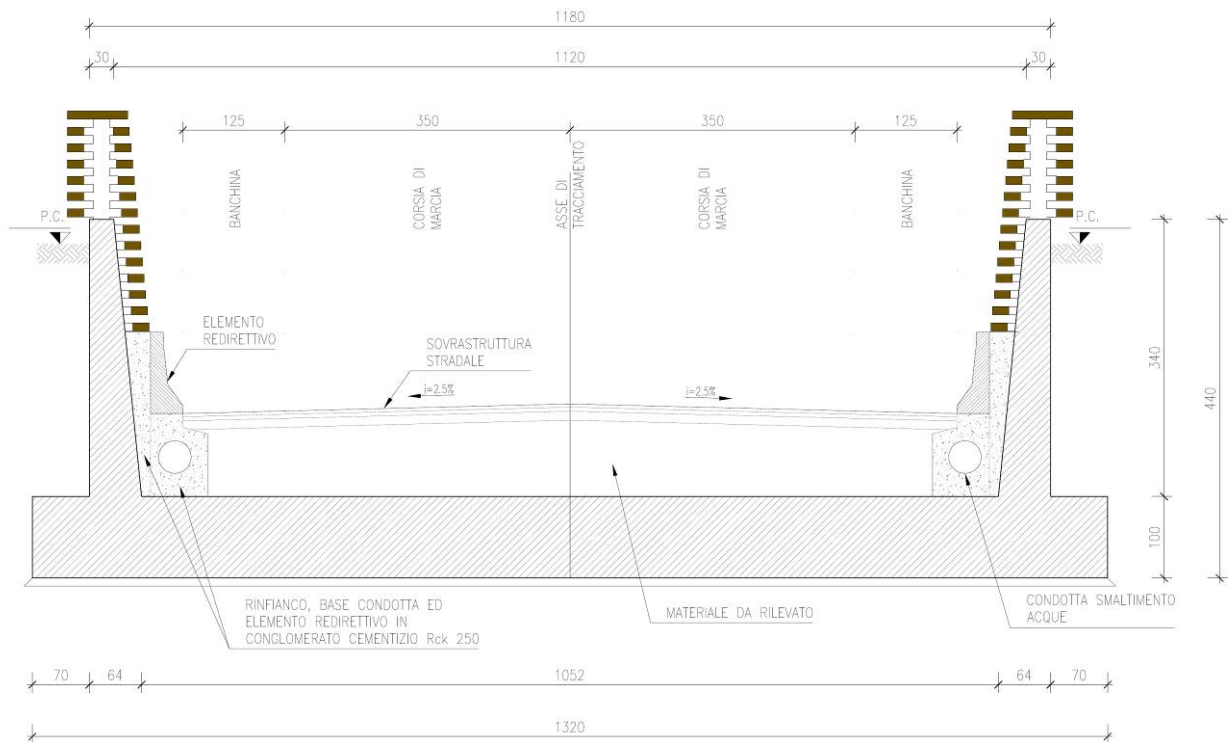 1180
30
1120
30
125
350
350
125
BANCHINA
CORSIA DI
MARCIA
ASSE DI
TRACCIAMENTO
CORSIA DI
MARCIA
BANCHINA
P.C.
P.C.
ELEMENTO
REDIRETTIVO
SOVRASTRUTTURA
STRADALE
i=2.5%
i=2.5%
340
440
100
RINFIANCO, BASE CONDOTTA ED
ELEMENTO REDIRETTIVO IN
CONGLOMERATO CEMENTIZIO Rck 250
MATERIALE DA RILEVATO
CONDOTTA SMALTIMENTO
ACQUE
70
64
1052
64
70
1320